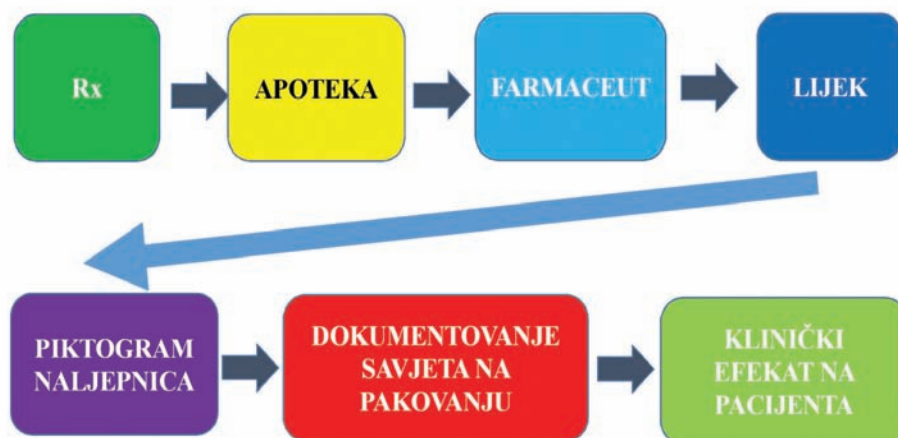 Rx
APOTEKA
FARMACEUT
LIJEK
PIKTOGRAM
NALJEPNICA
DOKUMENTOVANJE
SAVJETA NA
PAKOVANJU
KLINIČKI
EFEKAT NA
PACIJENTA